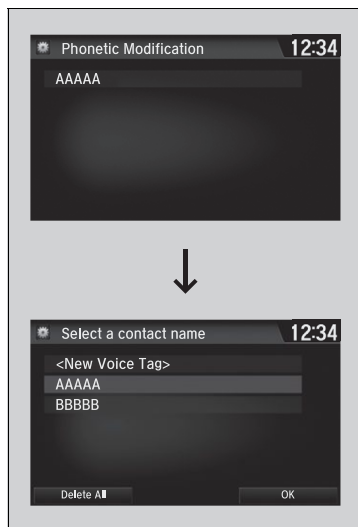 Phonetic Modification 12:34
AAAAA
Select a contact name 12:34
<New Voice Tag>
AAAAA
BBBBB
Delete All OK